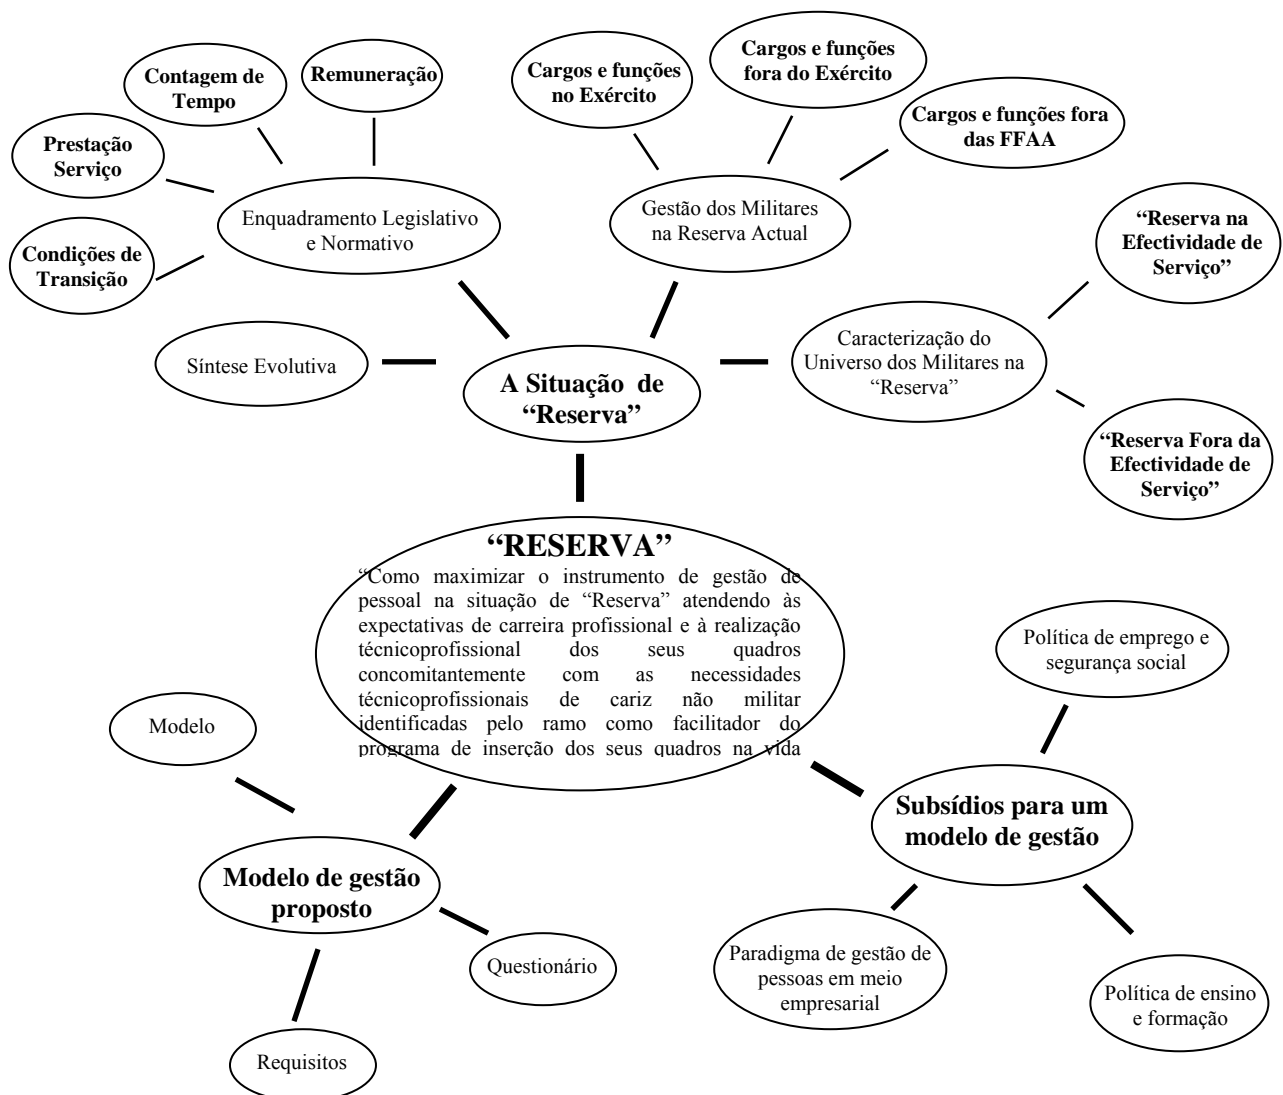 Cargos e funções
fora do Exército
Contagem de
Tempo
Remuneração
Cargos e funções
no Exército
Cargos e funções fora
das FFAA
Prestação
Serviço
Enquadramento Legislativo
e Normativo
Gestão dos Militares
na Reserva Actual
“Reserva na
Efectividade de
Serviço”
Condições de
Transição
Síntese Evolutiva
A Situação de
“Reserva”
Caracterização do
Universo dos Militares na
“Reserva”
“Reserva Fora da
Efectividade de
Serviço”
“RESERVA”
“Como maximizar o instrumento de gestão de
pessoal na situação de “Reserva” atendendo às
expectativas de carreira profissional e à realização
técnicoprofissional dos seus quadros
concomitantemente com as necessidades
técnicoprofissionais de cariz não militar
identificadas pelo ramo como facilitador do
programa de inserção dos seus quadros na vida
Política de emprego e
segurança social
Modelo
Subsídios para um
modelo de gestão
Modelo de gestão
proposto
Questionário
Paradigma de gestão de
pessoas em meio
empresarial
Política de ensino
e formação
Requisitos